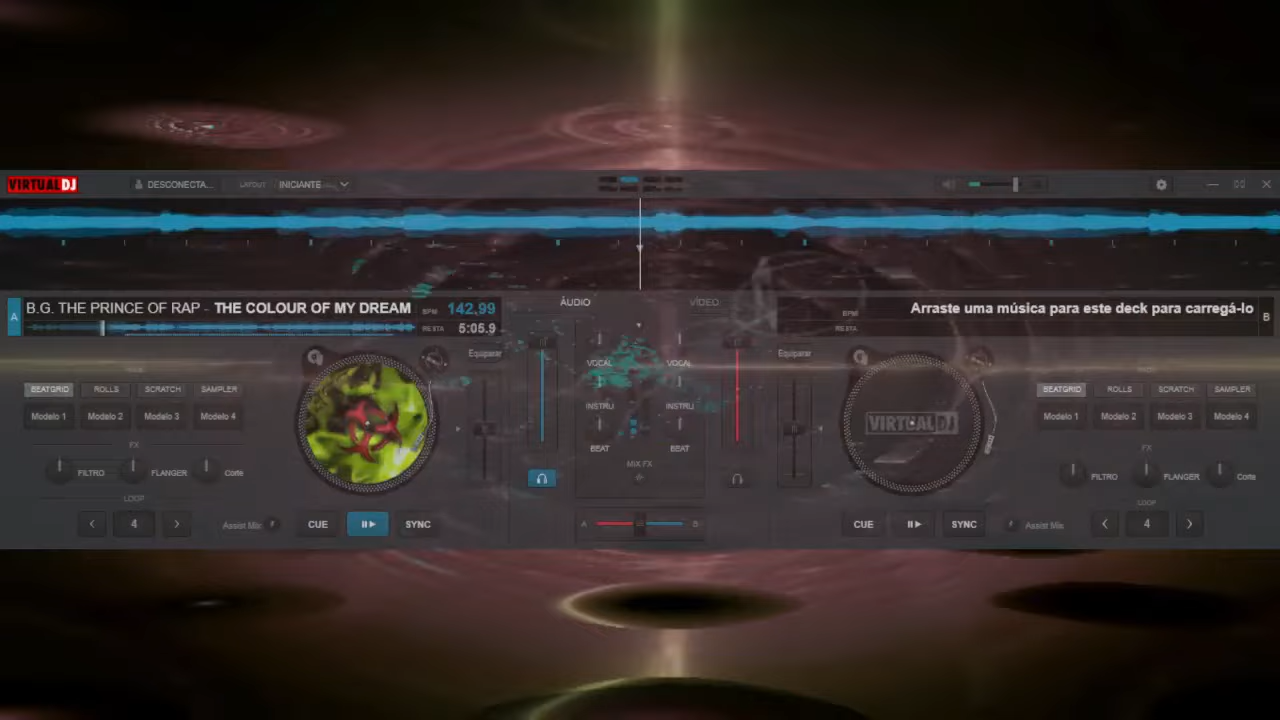 VIRTUALDJ
DESCONECTA...
LAYOUT
INICIANTE
A
B.G. THE PRINCE OF RAP - THE COLOUR OF MY DREAM
BPM 142,99
RESTA 5:05.9
ÁUDIO
VÍDEO
BPM
RESTA
Arraste uma música para este deck para carregá-lo
B
Equiparar
VOCAL
VOCAL
INSTRU
INSTRU
BEAT
BEAT
MIX FX
A
B
Equiparar
BEATGRID ROLLS SCRATCH SAMPLER
Modelo 1 Modelo 2 Modelo 3 Modelo 4
FX
FILTRO FLANGER Corte
LOOP
4
Assist Mix
CUE
SYNC
VIRTUALDJ
CUE
SYNC
Assist Mix
BEATGRID ROLLS SCRATCH SAMPLER
Modelo 1 Modelo 2 Modelo 3 Modelo 4
FX
FILTRO FLANGER Corte
LOOP
4